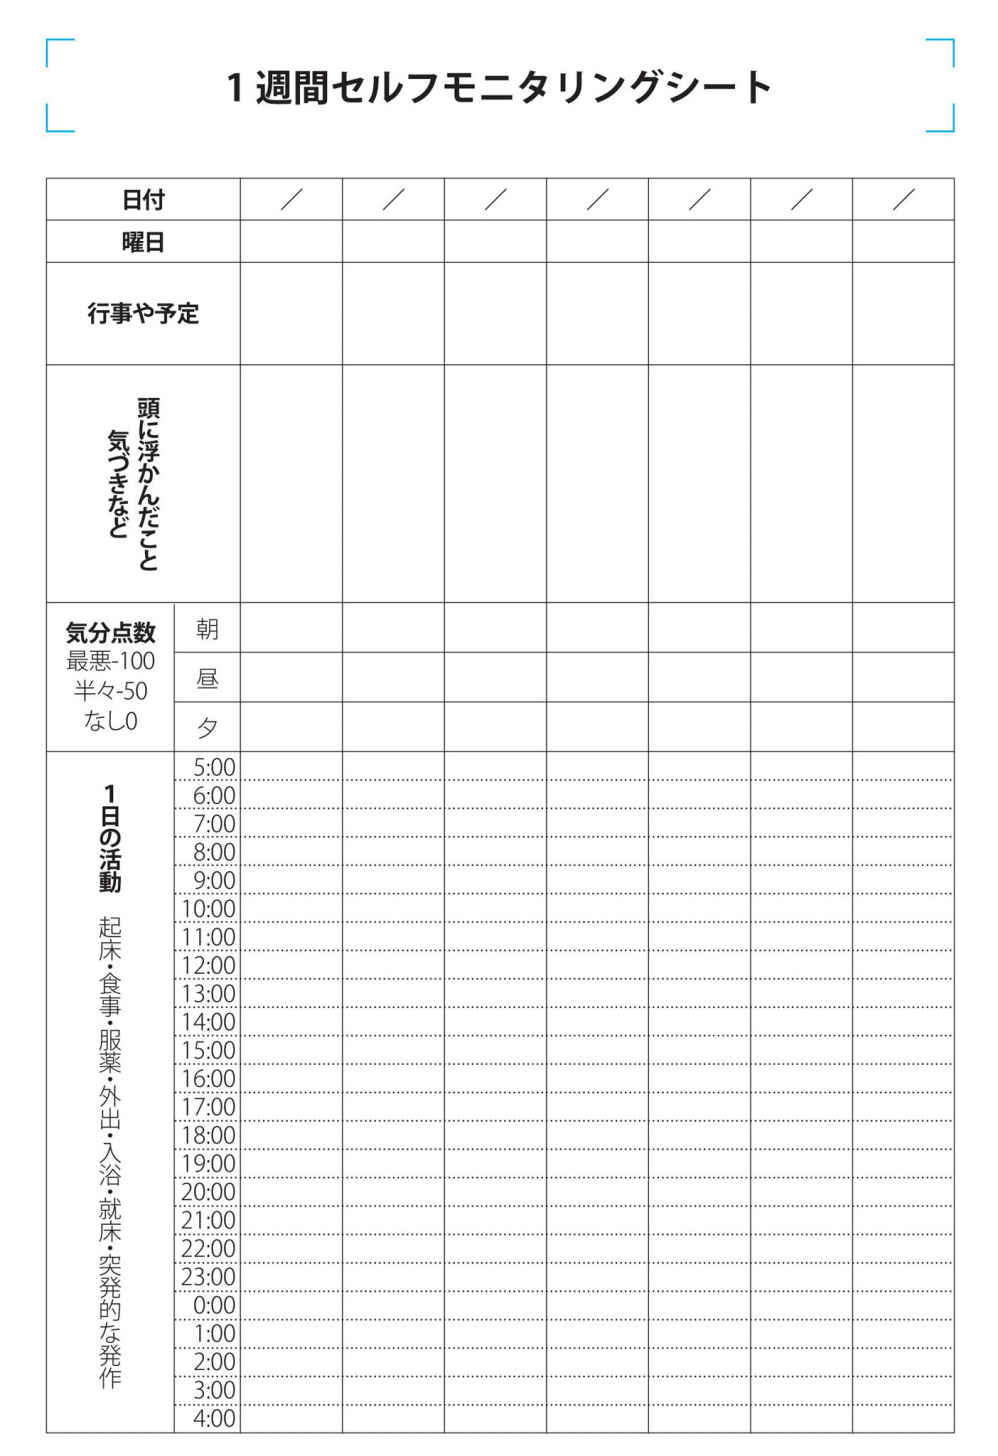 1週間セルフモニタリングシート
日付 ／ ／ ／ ／ ／ ／ ／
曜日
行事や予定
頭に浮かんだこと
気づきなど
気分点数
最悪-100
半々-50
なし0
朝
昼
夕
1日の活動　起床・食事・服薬・外出・入浴・就床・突発的な発作
5:00
6:00
7:00
8:00
9:00
10:00
11:00
12:00
13:00
14:00
15:00
16:00
17:00
18:00
19:00
20:00
21:00
22:00
23:00
0:00
1:00
2:00
3:00
4:00